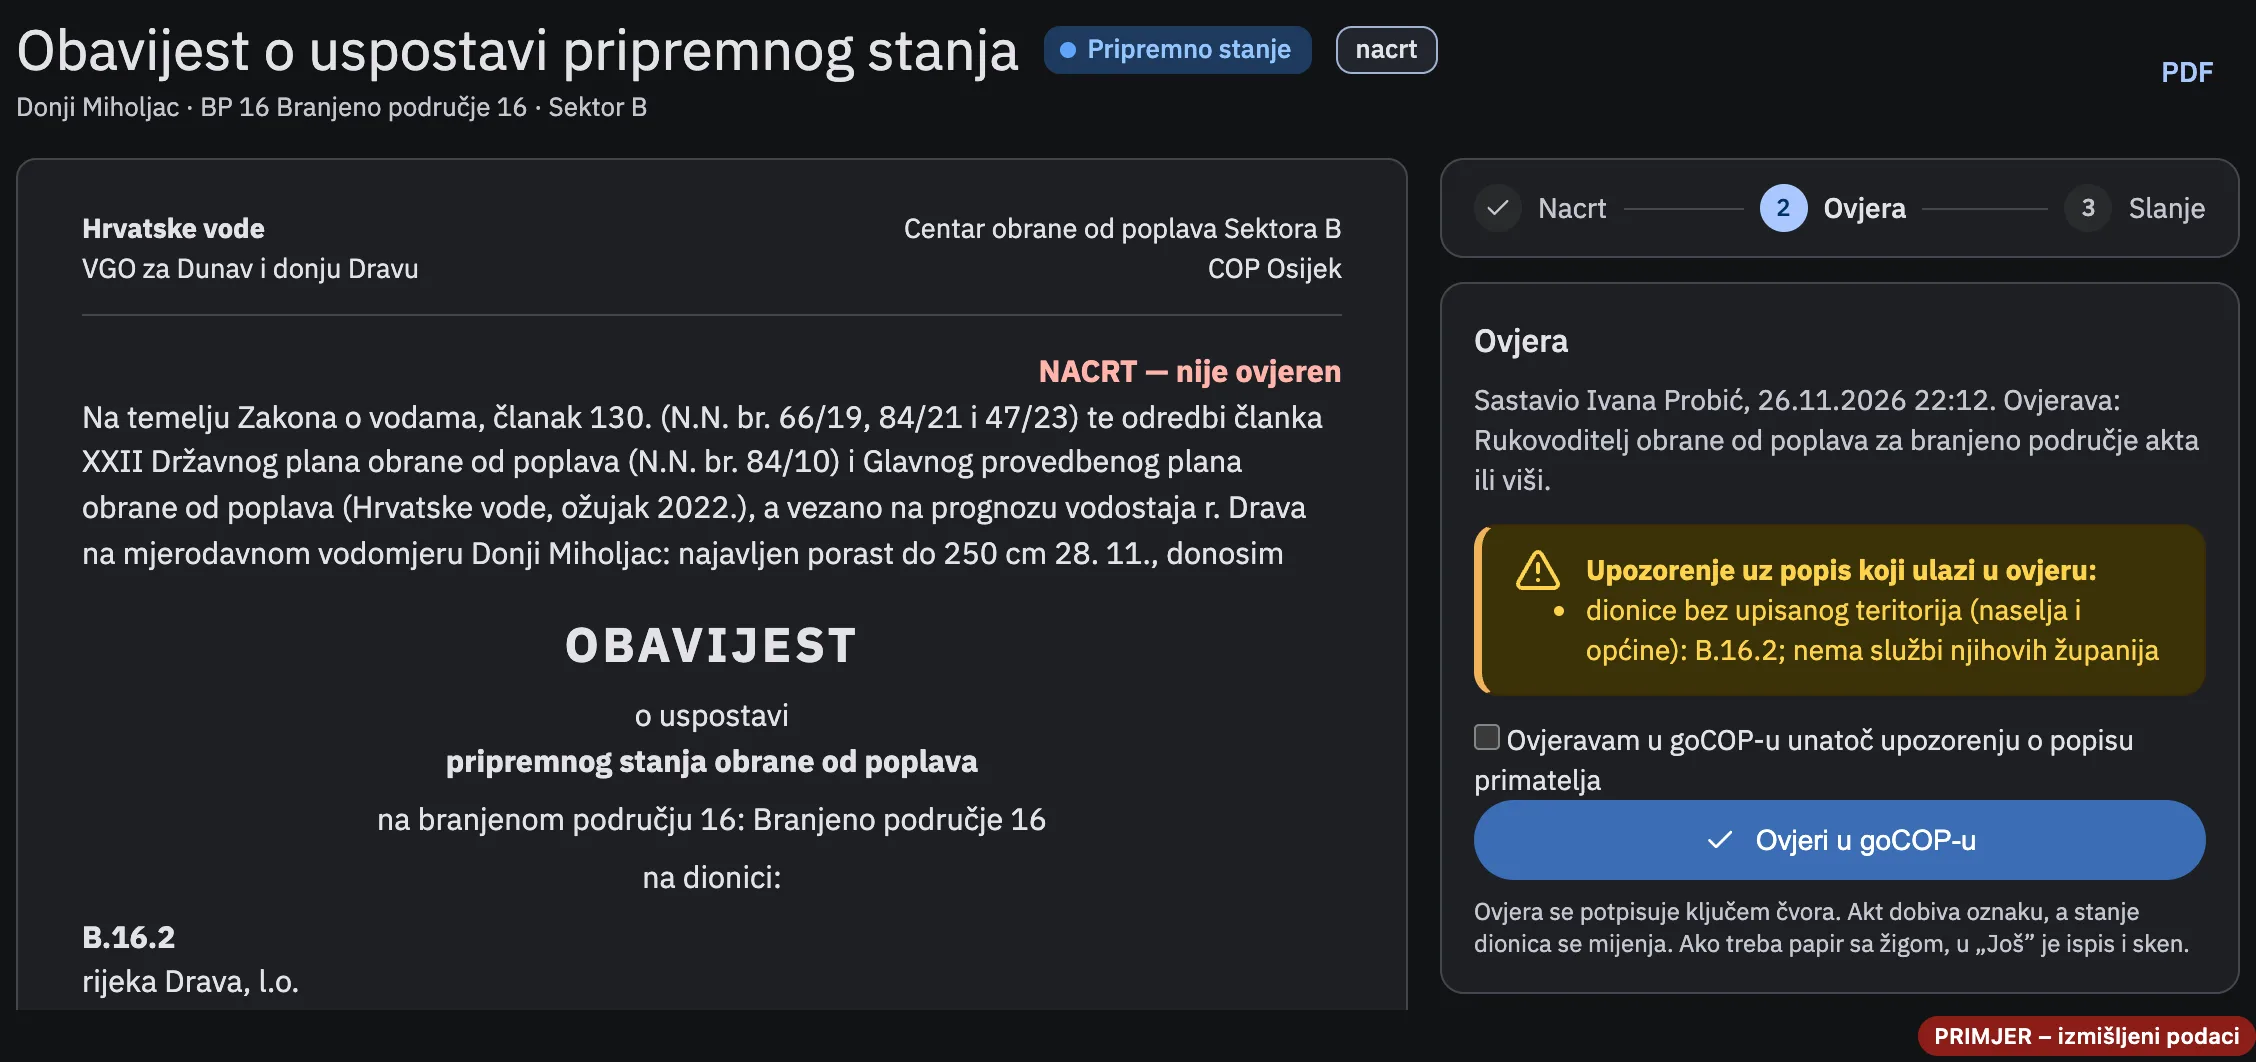 Obavijest o uspostavi pripremnog stanja
Pripremno stanje
nacrt
PDF
Donji Miholjac · BP 16 Branjeno područje 16 · Sektor B
Hrvatske vode
VGO za Dunav i donju Dravu
Centar obrane od poplava Sektora B
COP Osijek
NACRT — nije ovjeren
Na temelju Zakona o vodama, članak 130. (N.N. br. 66/19, 84/21 i 47/23) te odredbi članka
XXII Državnog plana obrane od poplava (N.N. br. 84/10) i Glavnog provedbenog plana
obrane od poplava (Hrvatske vode, ožujak 2022.), a vezano na prognozu vodostaja r. Drava
na mjerodavnom vodomjeru Donji Miholjac: najavljen porast do 250 cm 28. 11., donosim
OBAVIJEST
o uspostavi
pripremnog stanja obrane od poplava
na branjenom području 16: Branjeno područje 16
na dionici:
B.16.2
rijeka Drava, l.o.
Nacrt
2 Ovjera
3 Slanje
Ovjera
Sastavio Ivana Probić, 26.11.2026 22:12. Ovjerava:
Rukovoditelj obrane od poplava za branjeno područje akta
ili viši.
Upozorenje uz popis koji ulazi u ovjeru:
• dionice bez upisanog teritorija (naselja i
općine): B.16.2; nema službi njihovih županija
Ovjeravam u goCOP-u unatoč upozorenju o popisu
primatelja
Ovjeri u goCOP-u
Ovjera se potpisuje ključem čvora. Akt dobiva oznaku, a stanje
dionica se mijenja. Ako treba papir sa žigom, u „Još” je ispis i sken.
PRIMJER – izmišljeni podaci